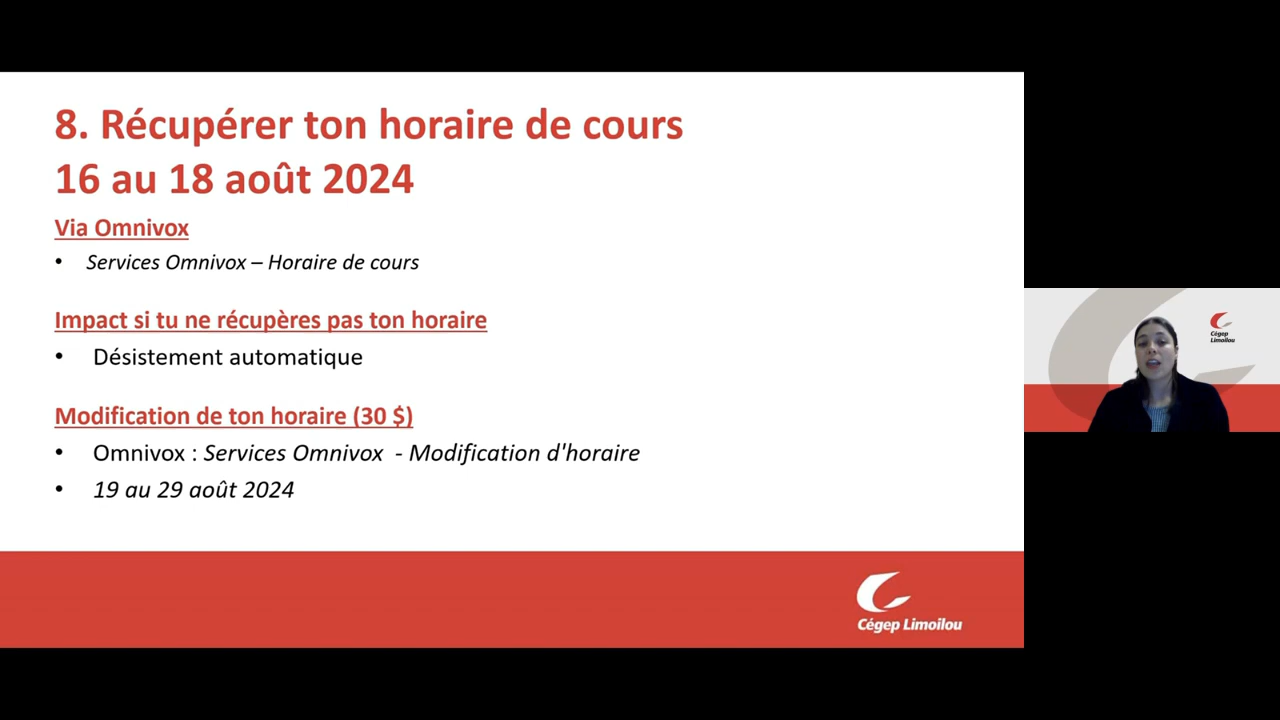 8. Récupérer ton horaire de cours
16 au 18 août 2024
Via Omnivox
• Services Omnivox – Horaire de cours
Impact si tu ne récupères pas ton horaire
• Désistement automatique
Modification de ton horaire (30 $)
• Omnivox : Services Omnivox - Modification d'horaire
• 19 au 29 août 2024
Cégep Limoilou
Cégep
Limoilou